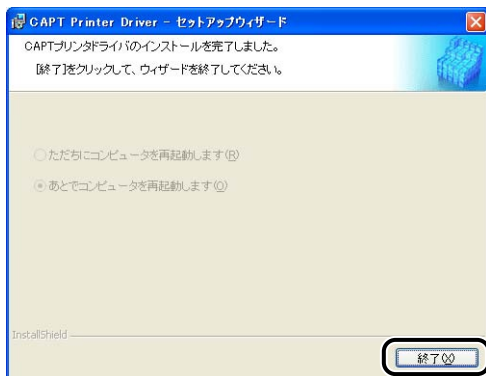 CAPT Printer Driver - セットアップウィザード
CAPTプリンタドライバのインストールを完了しました。
[終了]をクリックして、ウィザードを終了してください。
ただちにコンピュータを再起動します(R)
あとでコンピュータを再起動します(O)
InstallShield
終了(X)